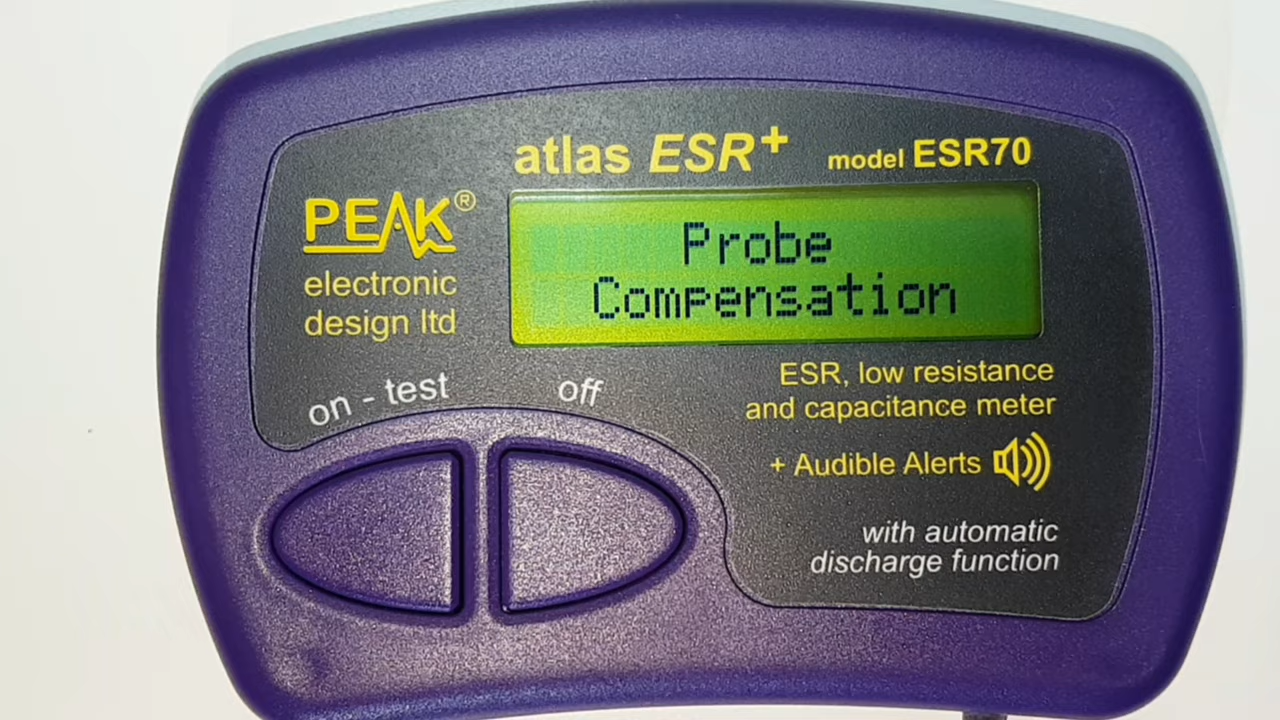 atlas ESR+ model ESR70
PEAK®
electronic
design ltd
Probe
Compensation
on - test
off
ESR, low resistance
and capacitance meter
+ Audible Alerts
with automatic
discharge function